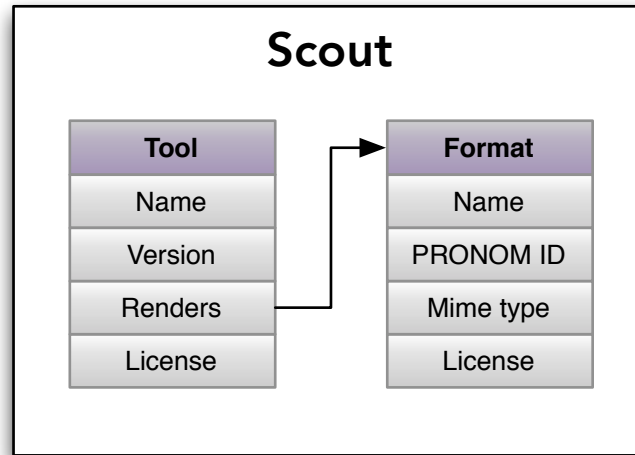 Scout
Tool
Name
Version
Renders
License
Format
Name
PRONOM ID
Mime type
License